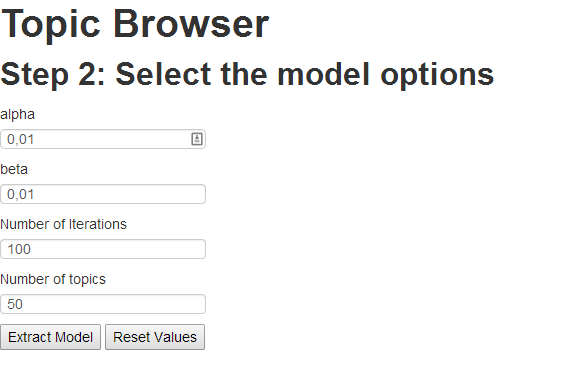 Topic Browser
Step 2: Select the model options
alpha
0,01
beta
0,01
Number of Iterations
100
Number of topics
50
Extract Model Reset Values